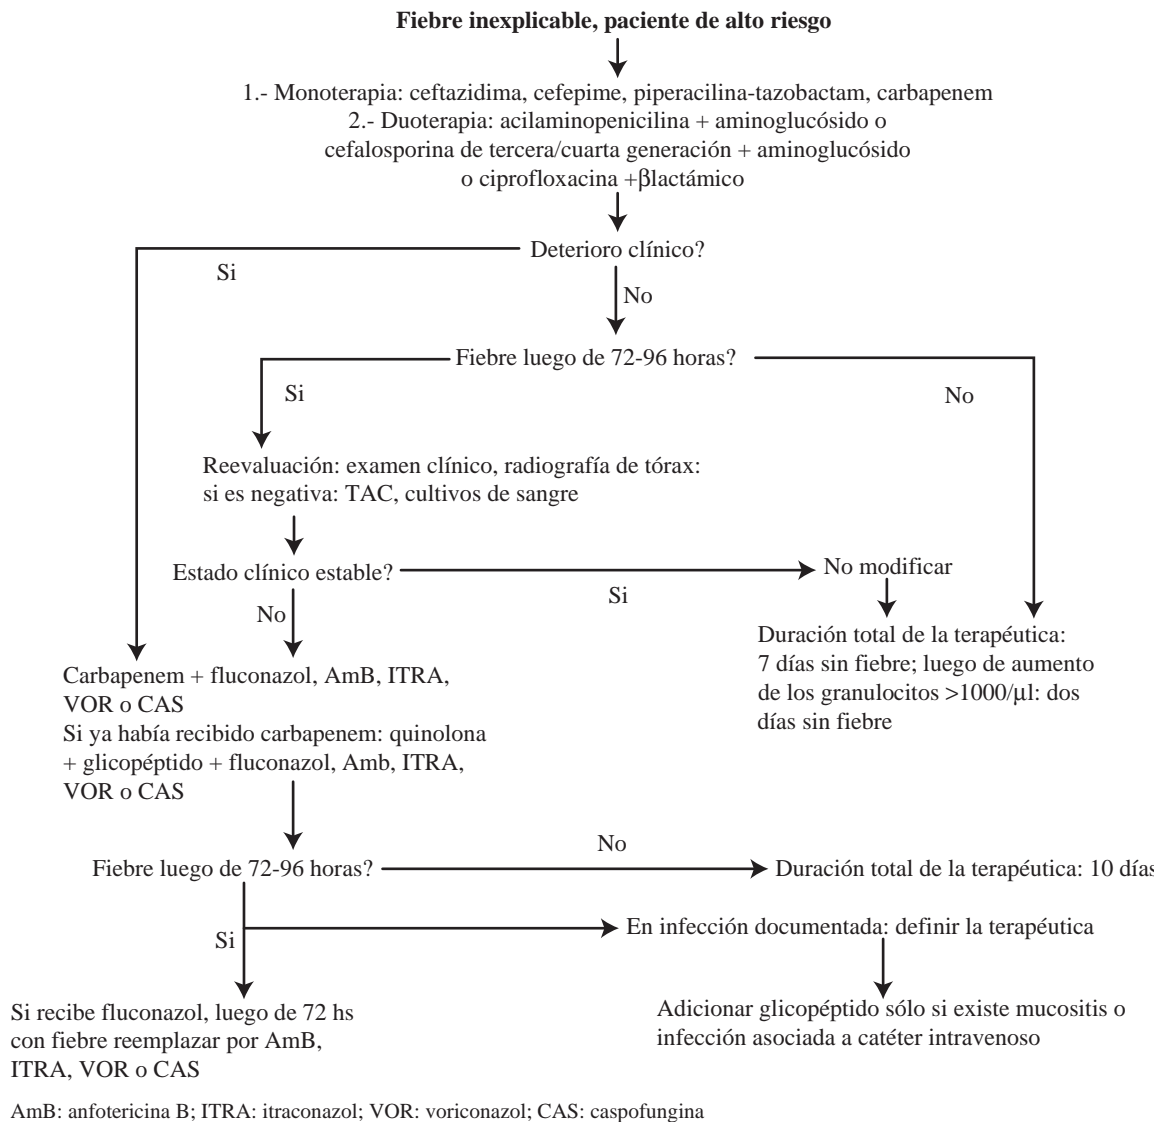 Fiebre inexplicable, paciente de alto riesgo
1.- Monoterapia: ceftazidima, cefepime, piperacilina-tazobactam, carbapenem
2.- Duoterapia: acilaminopenicilina + aminoglucósido o
cefalosporina de tercera/cuarta generación + aminoglucósido
o ciprofloxacina +βlactámico
Deterioro clínico?
Si
No
Fiebre luego de 72-96 horas?
Si
No
Reevaluación: examen clínico, radiografía de tórax:
si es negativa: TAC, cultivos de sangre
Estado clínico estable?
Si
No modificar
No
Duración total de la terapéutica:
7 días sin fiebre; luego de aumento
de los granulocitos >1000/μl: dos
días sin fiebre
Carbapenem + fluconazol, AmB, ITRA,
VOR o CAS
Si ya había recibido carbapenem: quinolona
+ glicopéptido + fluconazol, Amb, ITRA,
VOR o CAS
Fiebre luego de 72-96 horas?
No
Duración total de la terapéutica: 10 días
Si
En infección documentada: definir la terapéutica
Si recibe fluconazol, luego de 72 hs
con fiebre reemplazar por AmB,
ITRA, VOR o CAS
Adicionar glicopéptido sólo si existe mucositis o
infección asociada a catéter intravenoso
AmB: anfotericina B; ITRA: itraconazol; VOR: voriconazol; CAS: caspofungina